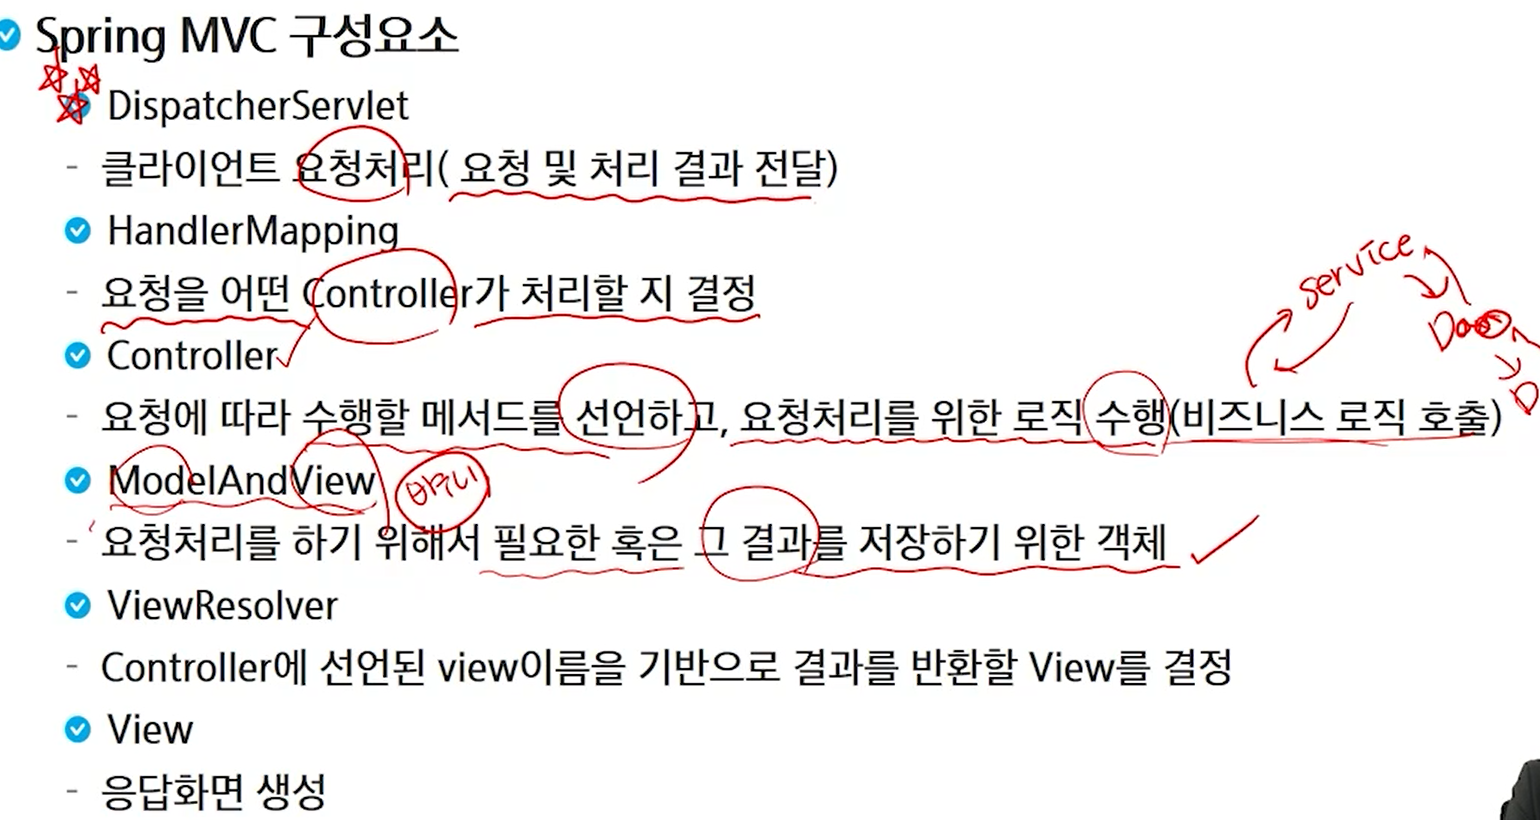 Spring MVC 구성요소
DispatcherServlet
- 클라이언트 요청처리( 요청 및 처리 결과 전달)
HandlerMapping
- 요청을 어떤 Controller가 처리할 지 결정
service
Controller
- 요청에 따라 수행할 메서드를 선언하고, 요청처리를 위한 로직 수행(비즈니스 로직 호출)
ModelAndView
- 요청처리를 하기 위해서 필요한 혹은 그 결과를 저장하기 위한 객체
ViewResolver
- Controller에 선언된 view이름을 기반으로 결과를 반환할 View를 결정
View
- 응답화면 생성